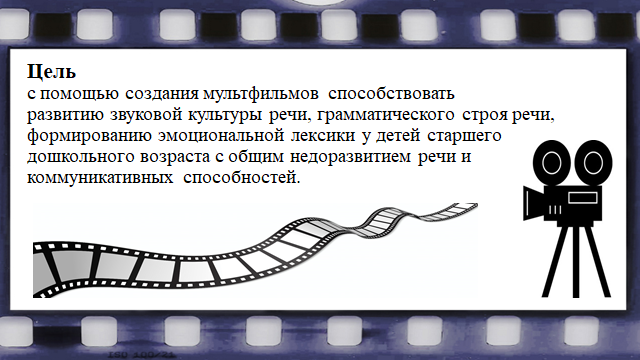 Цель
с помощью создания мультфильмов способствовать
развитию звуковой культуры речи, грамматического строя речи,
формированию эмоциональной лексики у детей старшего
дошкольного возраста с общим недоразвитием речи и
коммуникативных способностей.